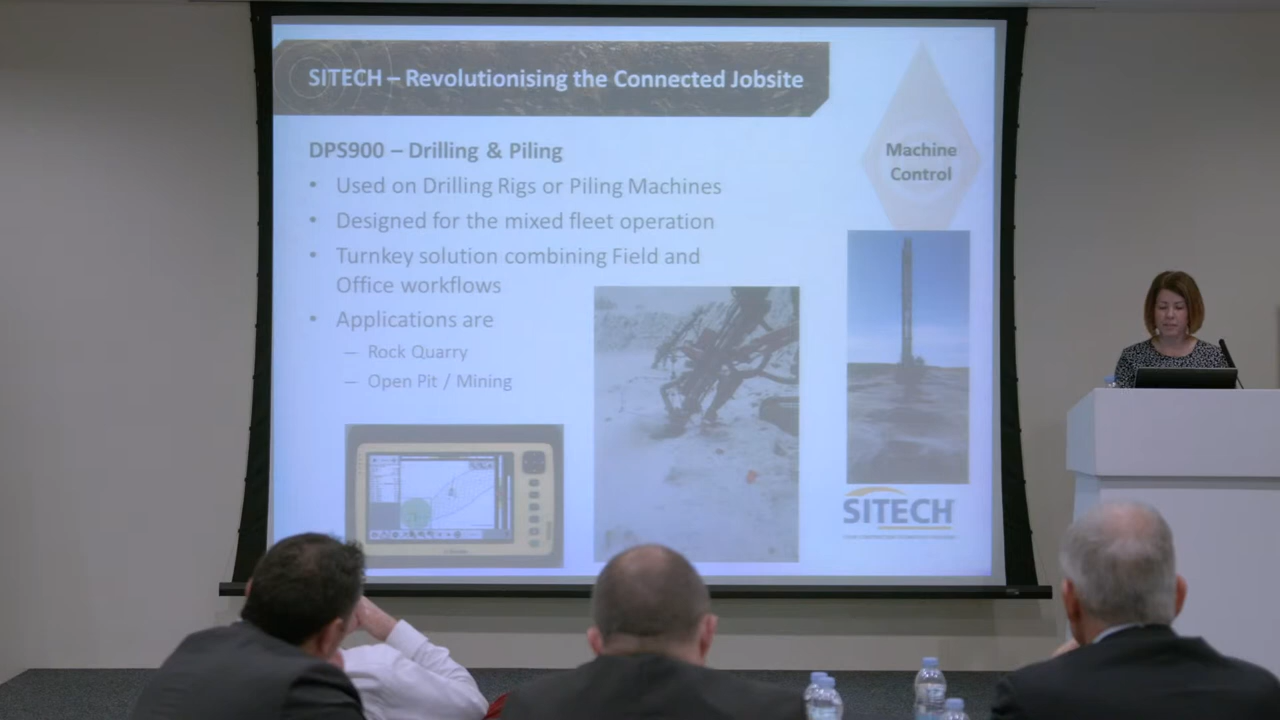 SITECH – Revolutionising the Connected Jobsite
DPS900 – Drilling & Piling
• Used on Drilling Rigs or Piling Machines
• Designed for the mixed fleet operation
• Turnkey solution combining Field and
Office workflows
• Applications are
– Rock Quarry
– Open Pit / Mining
Machine
Control
SITECH